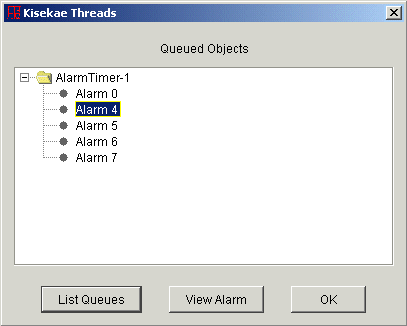 Kisekae Threads
Queued Objects
AlarmTimer-1
Alarm 0
Alarm 4
Alarm 5
Alarm 6
Alarm 7
List Queues View Alarm OK